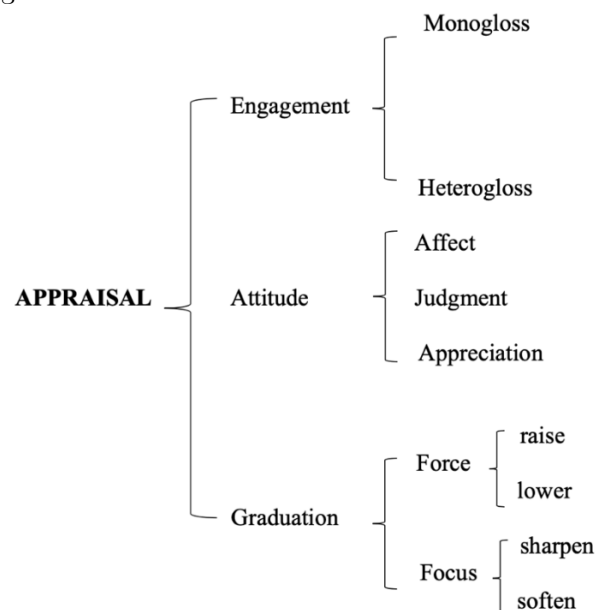 Monogloss
Engagement
Heterogloss
Affect
APPRAISAL
Attitude
Judgment
Appreciation
raise
Force
lower
Graduation
sharpen
Focus
soften